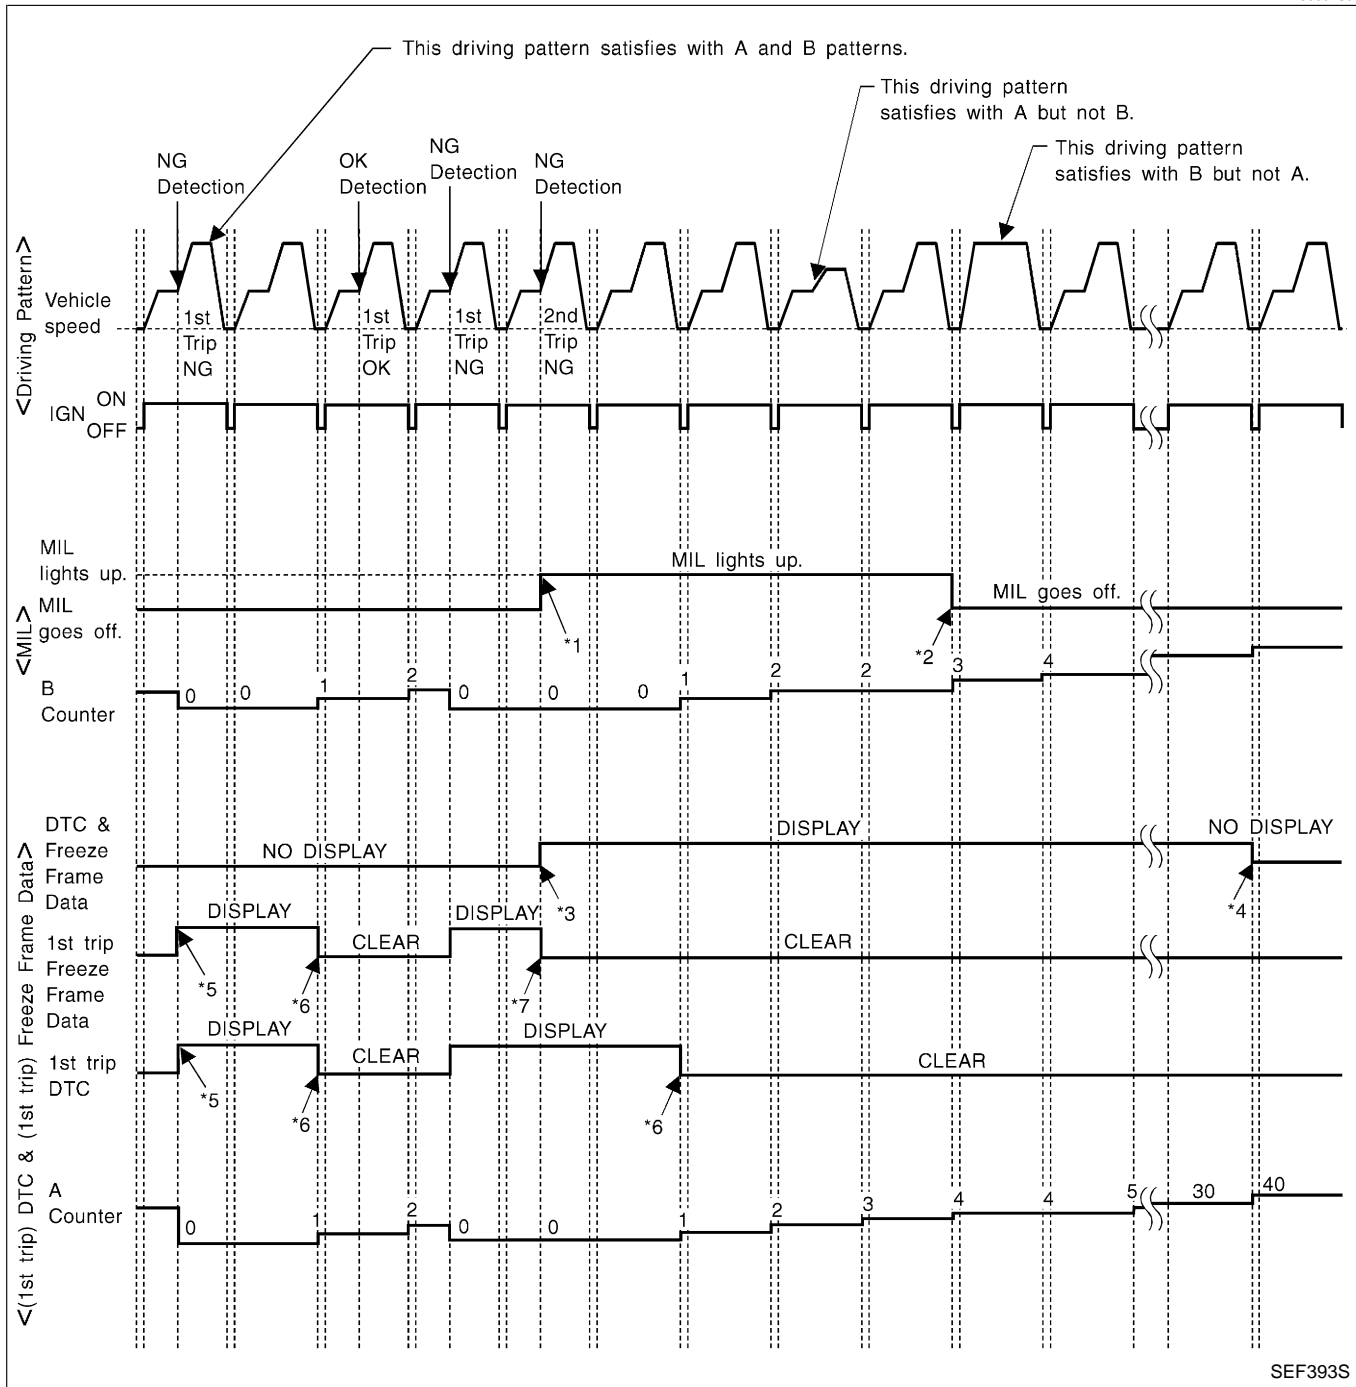 This driving pattern satisfies with A and B patterns.
This driving pattern
satisfies with A but not B.
This driving pattern
satisfies with B but not A.
NG
Detection
OK
Detection
NG
Detection
NG
Detection
<Driving Pattern>
Vehicle
speed
1st
Trip
NG
1st
Trip
OK
1st
Trip
NG
2nd
Trip
NG
IGN
ON
OFF
<MIL>
MIL
lights up.
MIL
goes off.
MIL lights up.
MIL goes off.
*1
*2
B
Counter
0 0 1 2 0 0 0 1 2 2 3 4
<(1st trip) DTC & (1st trip) Freeze Frame Data>
DTC &
Freeze
Frame
Data
NO DISPLAY
DISPLAY
NO DISPLAY
*3
*4
1st trip
Freeze
Frame
Data
DISPLAY
CLEAR
DISPLAY
CLEAR
*5
*6
*7
1st trip
DTC
DISPLAY
CLEAR
DISPLAY
CLEAR
*5
*6
*6
A
Counter
0 1 2 0 0 1 2 3 4 4 5 30 40
SEF393S